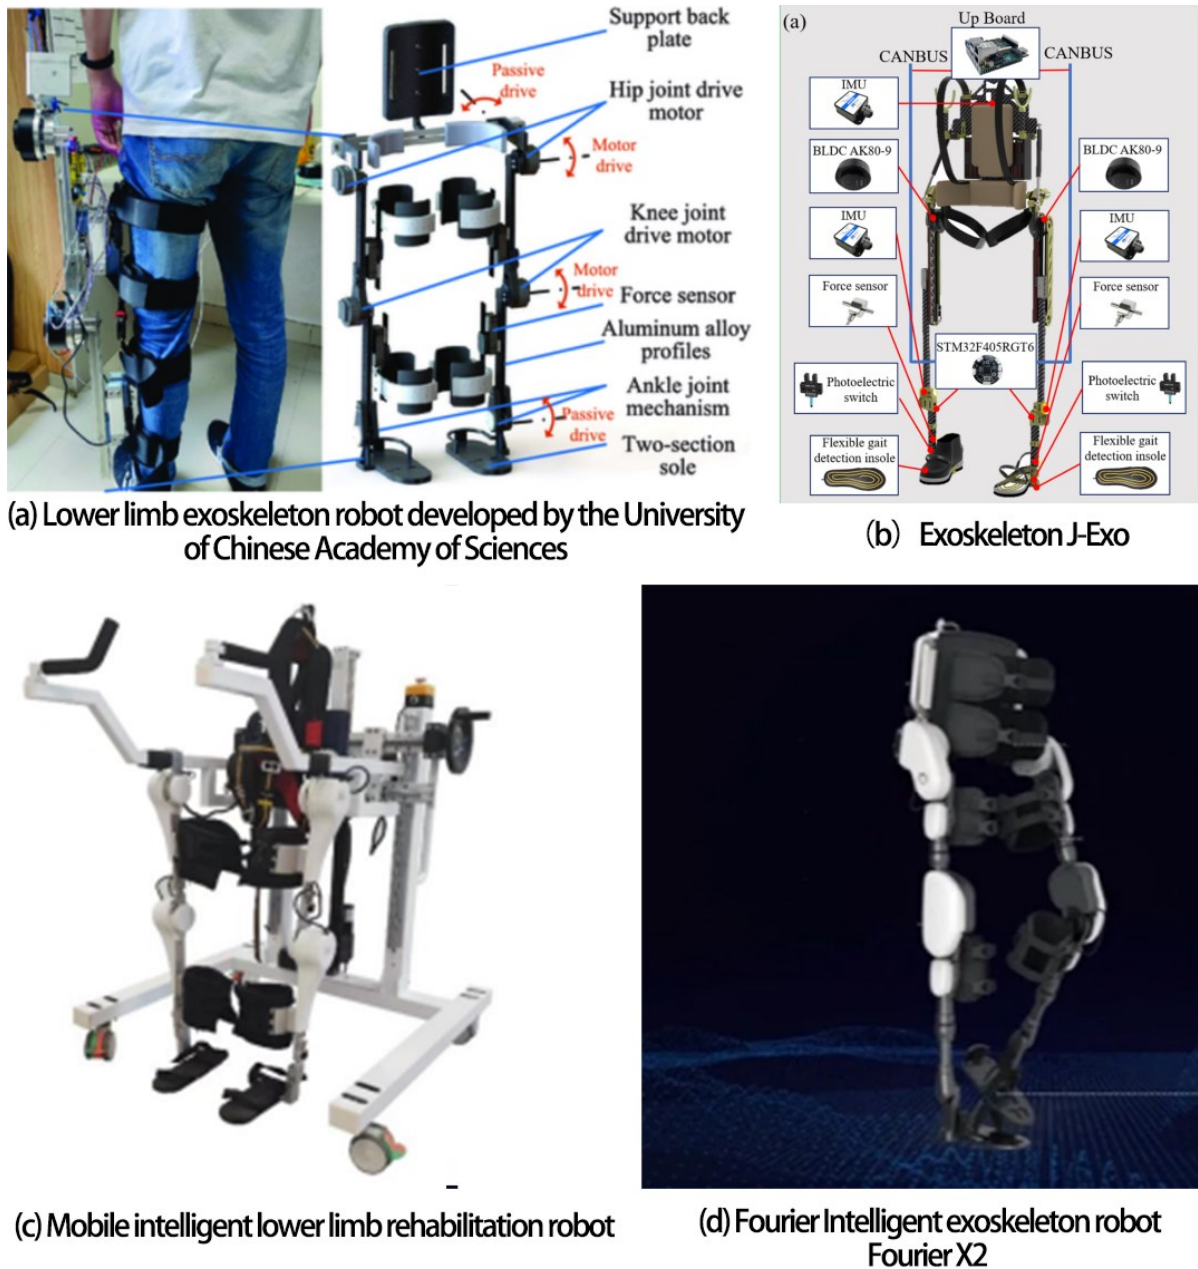 Support back
plate
Passive
drive
Hip joint drive
motor
Motor
drive
Knee joint
drive motor
Motor
drive
Force sensor
Aluminum alloy
profiles
Ankle joint
mechanism
Passive
drive
Two-section
sole
(a) Lower limb exoskeleton robot developed by the University
of Chinese Academy of Sciences
(a)
Up Board
CANBUS
CANBUS
IMU
BLDC AK80-9
BLDC AK80-9
IMU
IMU
Force sensor
Force sensor
STM32F405RGT6
Photoelectric
switch
Photoelectric
switch
Flexible gait
detection insole
Flexible gait
detection insole
(b) Exoskeleton J-Exo
(c) Mobile intelligent lower limb rehabilitation robot
(d) Fourier Intelligent exoskeleton robot
Fourier X2